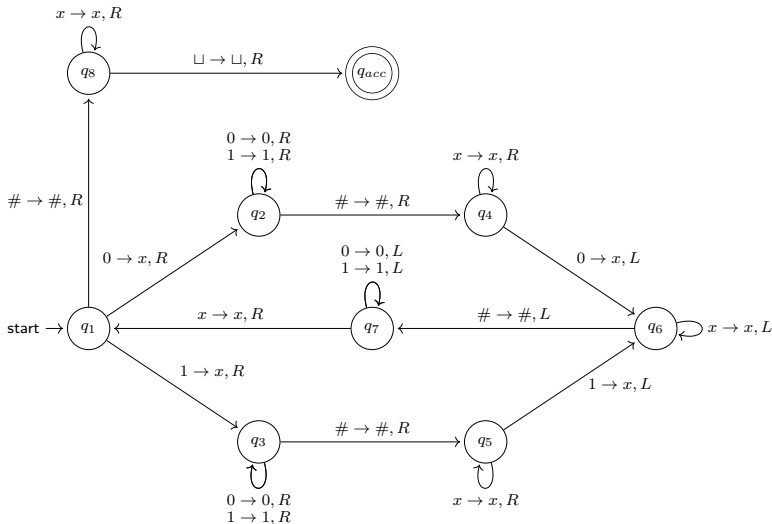 x → x, R
q8
⊔ → ⊔, R
qacc
0 → 0, R
1 → 1, R
x → x, R
# → #, R
q2
# → #, R
q4
0 → x, R
0 → 0, L
1 → 1, L
0 → x, L
start
q1
x → x, R
q7
# → #, L
q6
x → x, L
1 → x, R
1 → x, L
q3
# → #, R
q5
0 → 0, R
1 → 1, R
x → x, R